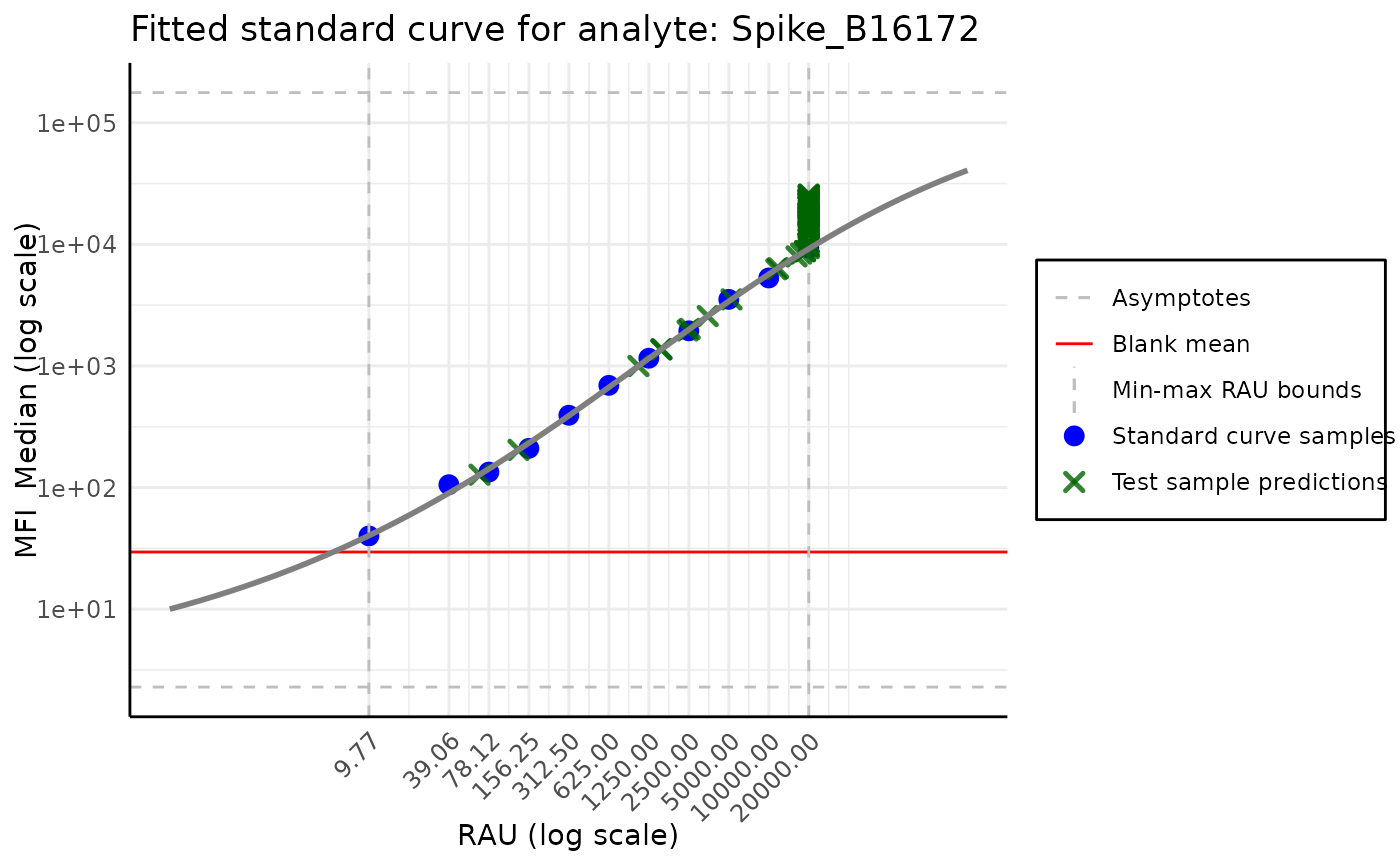 Fitted standard curve for analyte: Spike_B16172
MFI Median (log scale)
1e+05
1e+04
1e+03
1e+02
1e+01
9.77
39.06
78.12
156.25
312.50
625.00
1250.00
2500.00
5000.00
10000.00
20000.00
RAU (log scale)
Asymptotes
Blank mean
Min-max RAU bounds
Standard curve samples
Test sample predictions